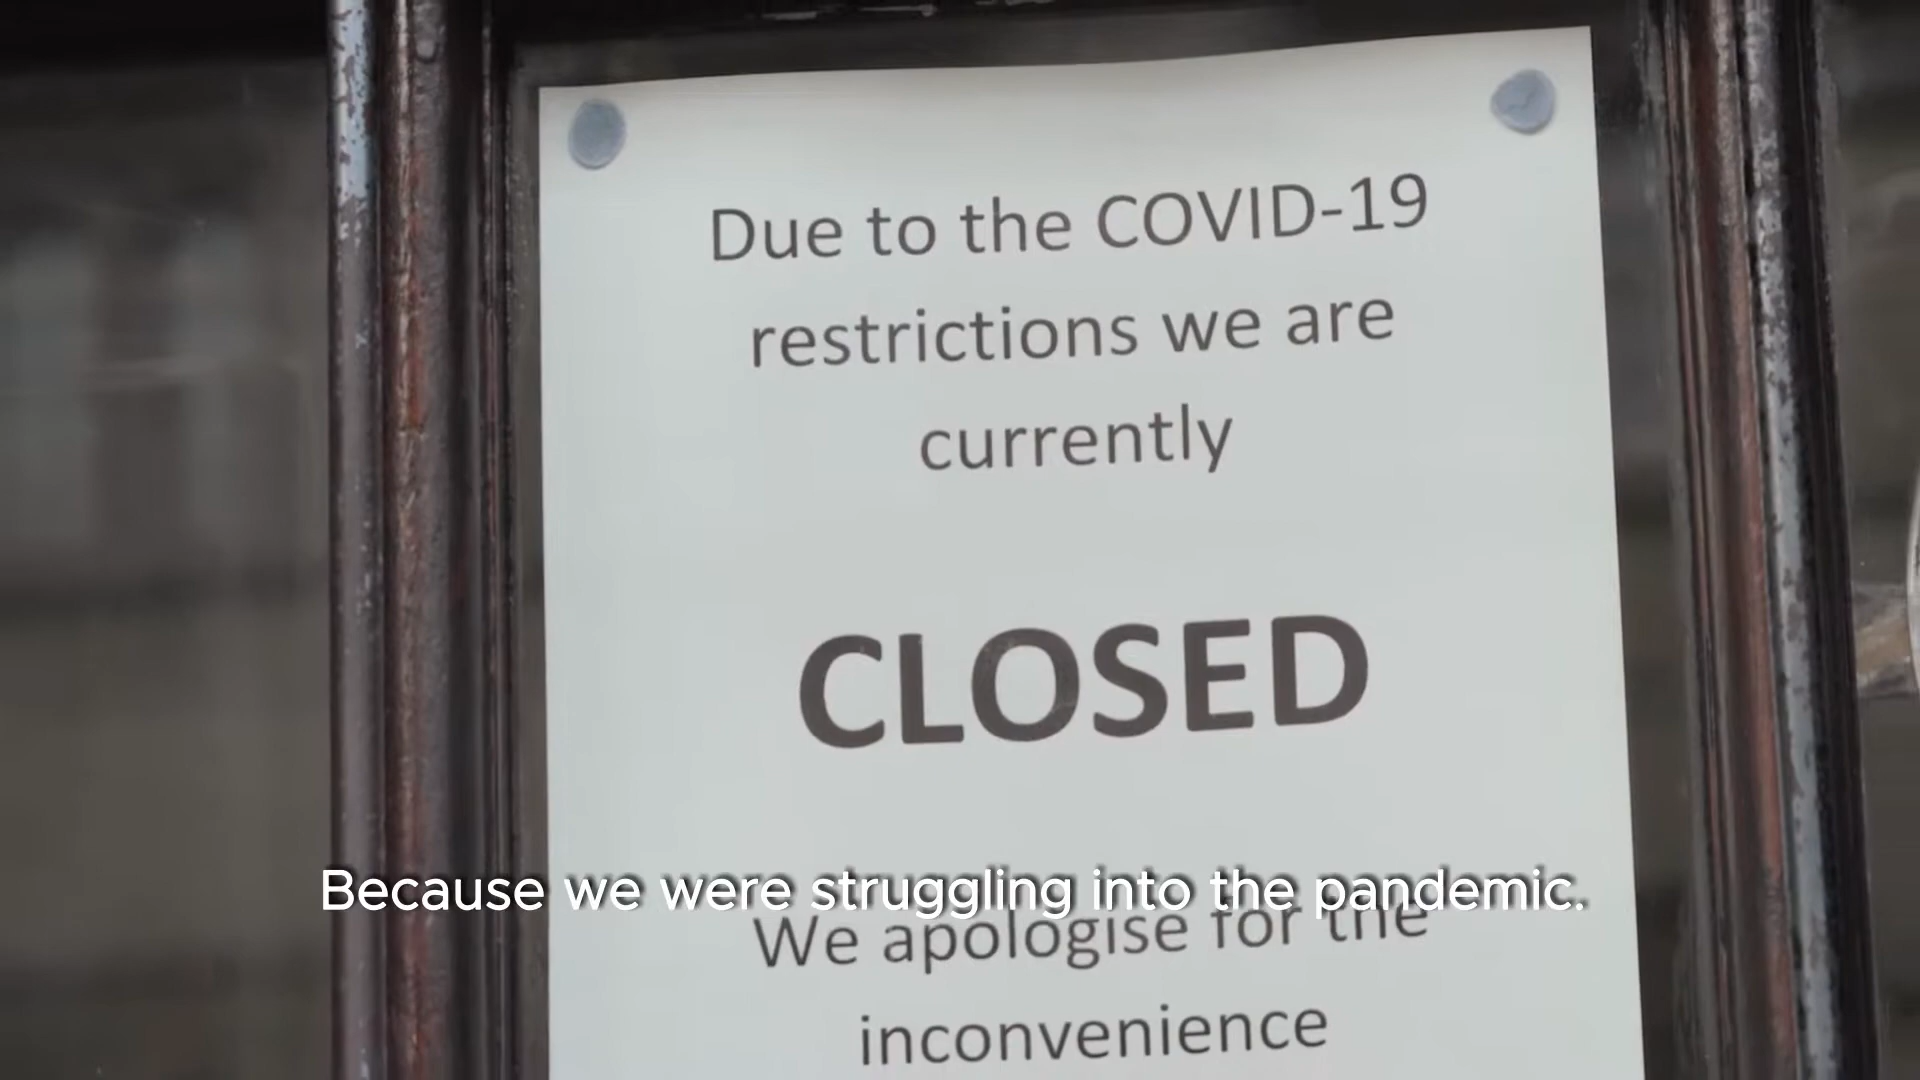 Due to the COVID-19
restrictions we are
currently
CLOSED
Because we were struggling into the pandemic.
We apologise for the
inconvenience